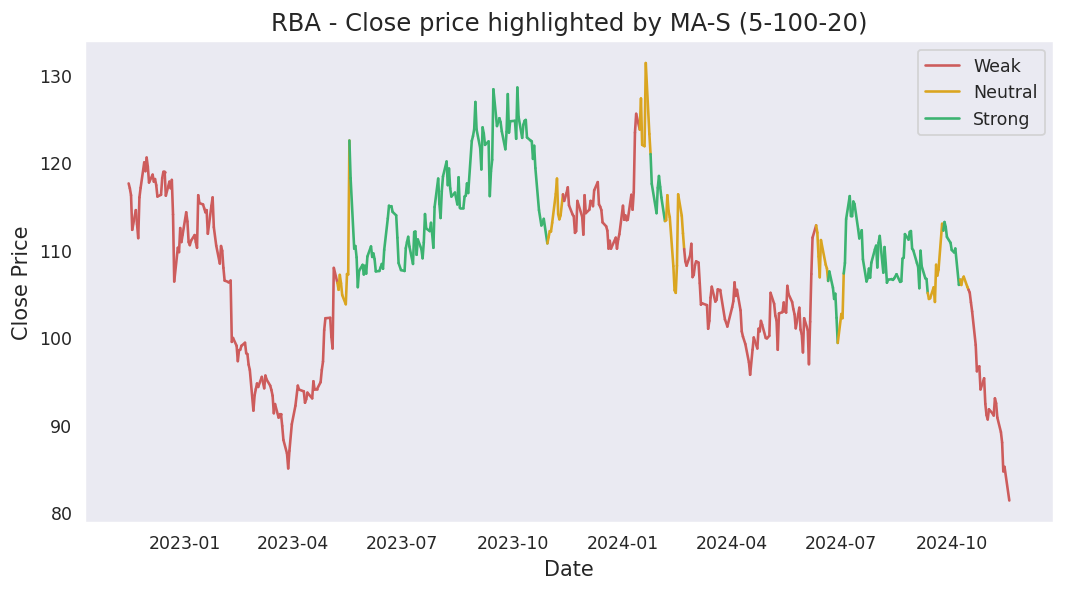 RBA - Close price highlighted by MA-S (5-100-20)
Weak
Neutral
Strong
Close Price
130
120
110
100
90
80
2023-01
2023-04
2023-07
2023-10
2024-01
2024-04
2024-07
2024-10
Date